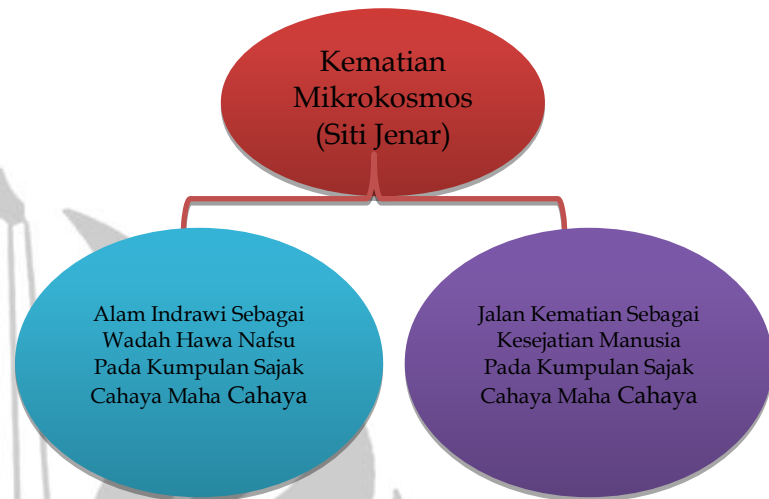 Kematian
Mikrokosmos
(Siti Jenar)
Alam Indrawi Sebagai
Wadah Hawa Nafsu
Pada Kumpulan Sajak
Cahaya Maha Cahaya
Jalan Kematian Sebagai
Kesejatian Manusia
Pada Kumpulan Sajak
Cahaya Maha Cahaya